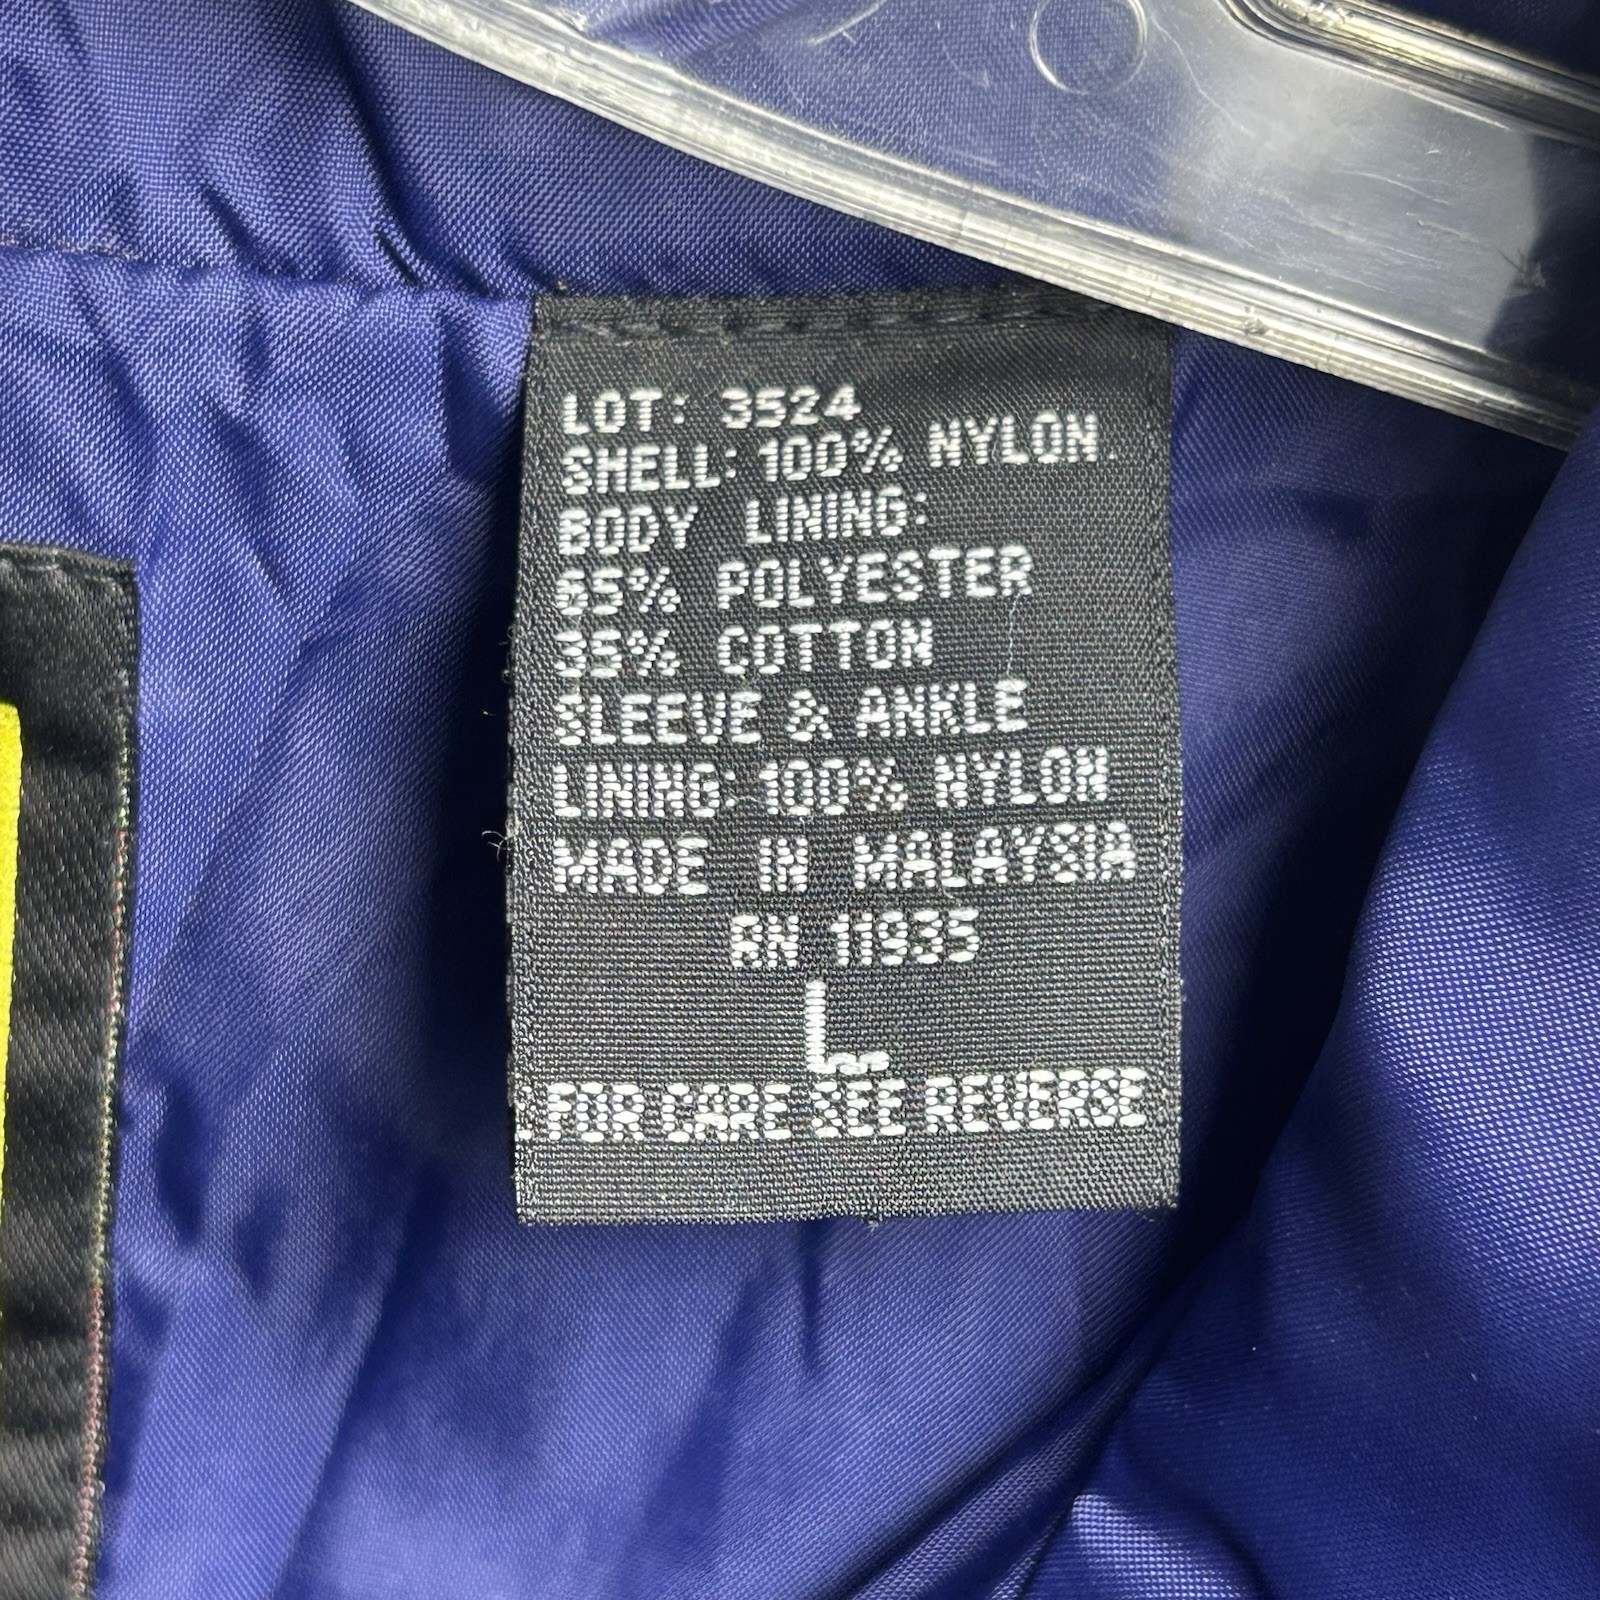 LOT: 3524
SHELL: 100% NYLON
BODY LINING:
65% POLYESTER
35% COTTON
SLEEVE & ANKLE
LINING: 100% NYLON
MADE IN MALAYSIA
RN 11935
L
FOR CARE SEE REVERSE